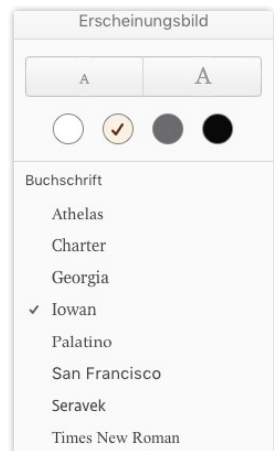 Erscheinungsbild
A A
Buchschrift
Athelas
Charter
Georgia
Iowan
Palatino
San Francisco
Seravek
Times New Roman